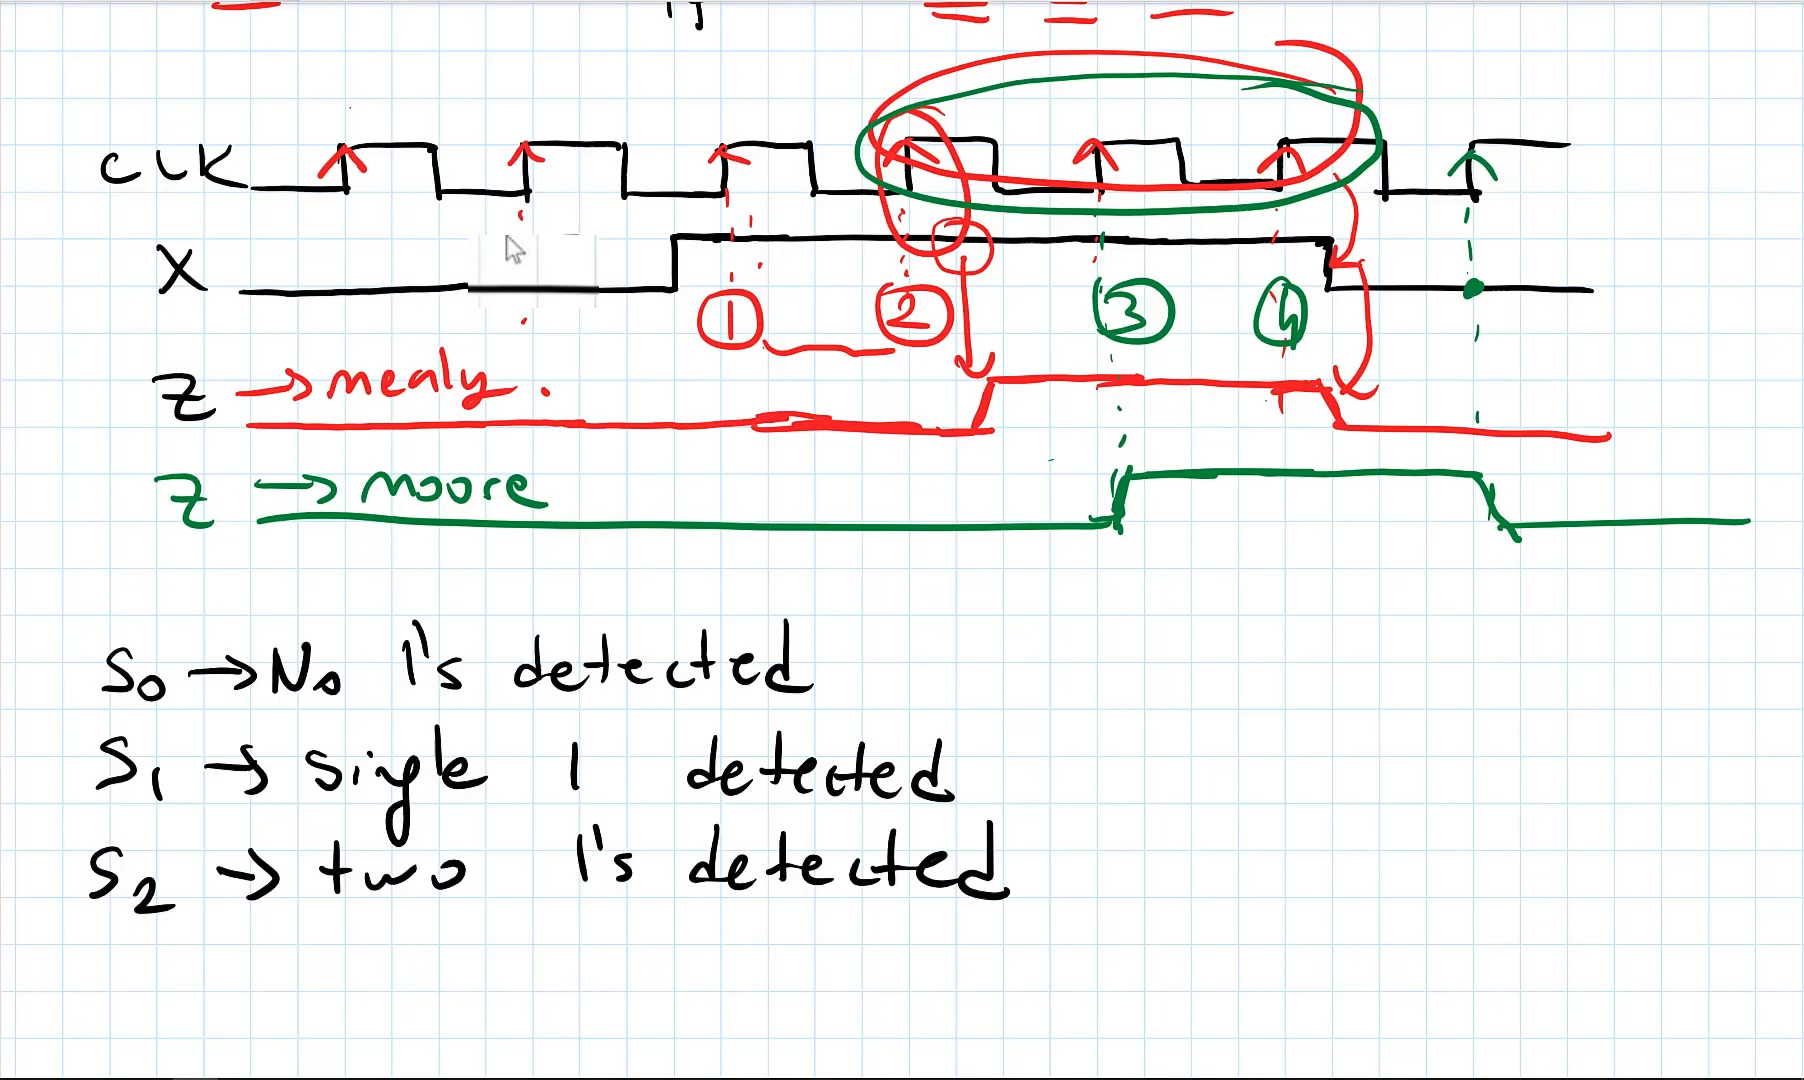 CLK
X
1 2 3 4
Z → mealy.
Z → moore
S0 → No 1's detected
S1 → single 1 detected
S2 → two 1's detected